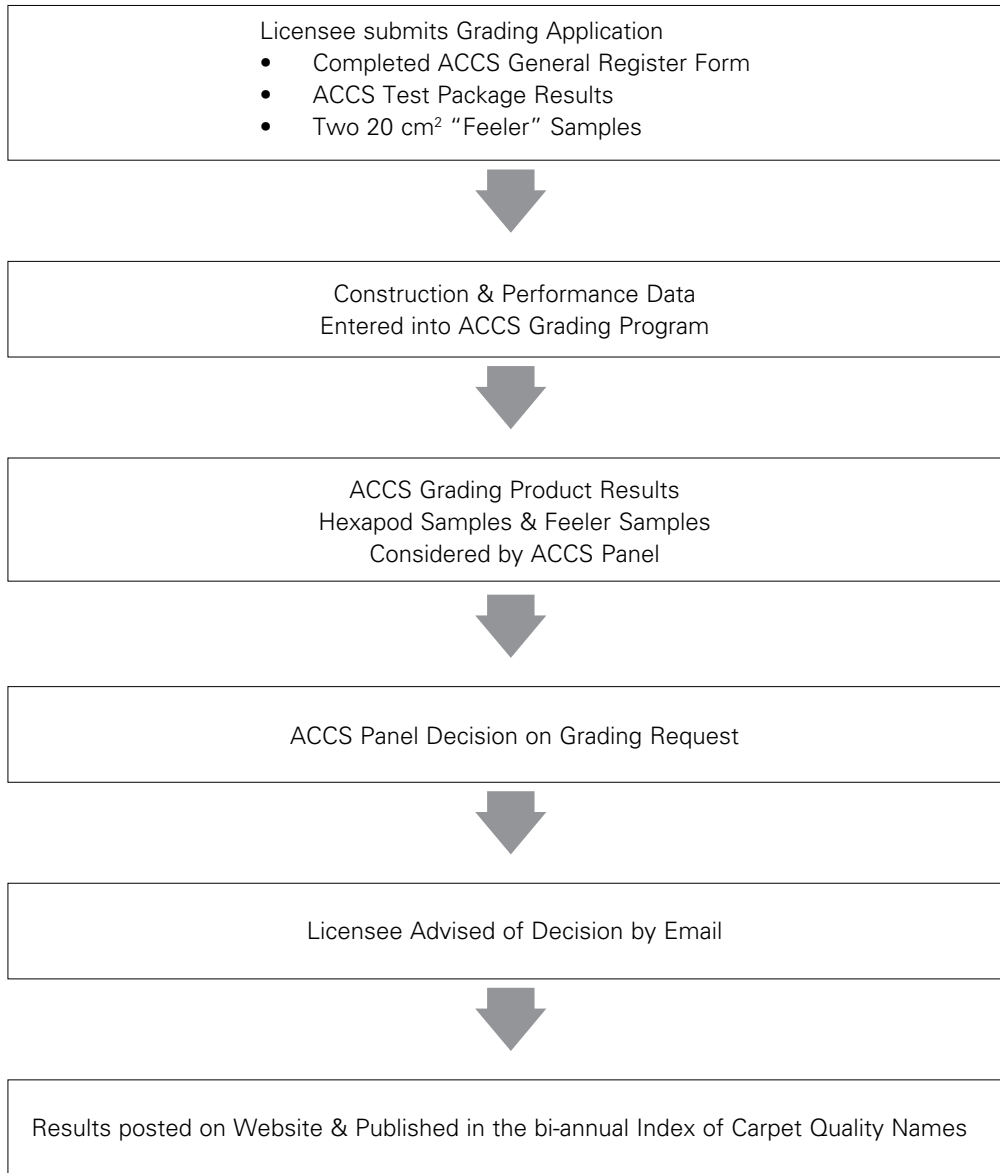 Licensee submits Grading Application
• Completed ACCS General Register Form
• ACCS Test Package Results
• Two 20 cm² “Feeler” Samples
Construction & Performance Data
Entered into ACCS Grading Program
ACCS Grading Product Results
Hexapod Samples & Feeler Samples
Considered by ACCS Panel
ACCS Panel Decision on Grading Request
Licensee Advised of Decision by Email
Results posted on Website & Published in the bi-annual Index of Carpet Quality Names